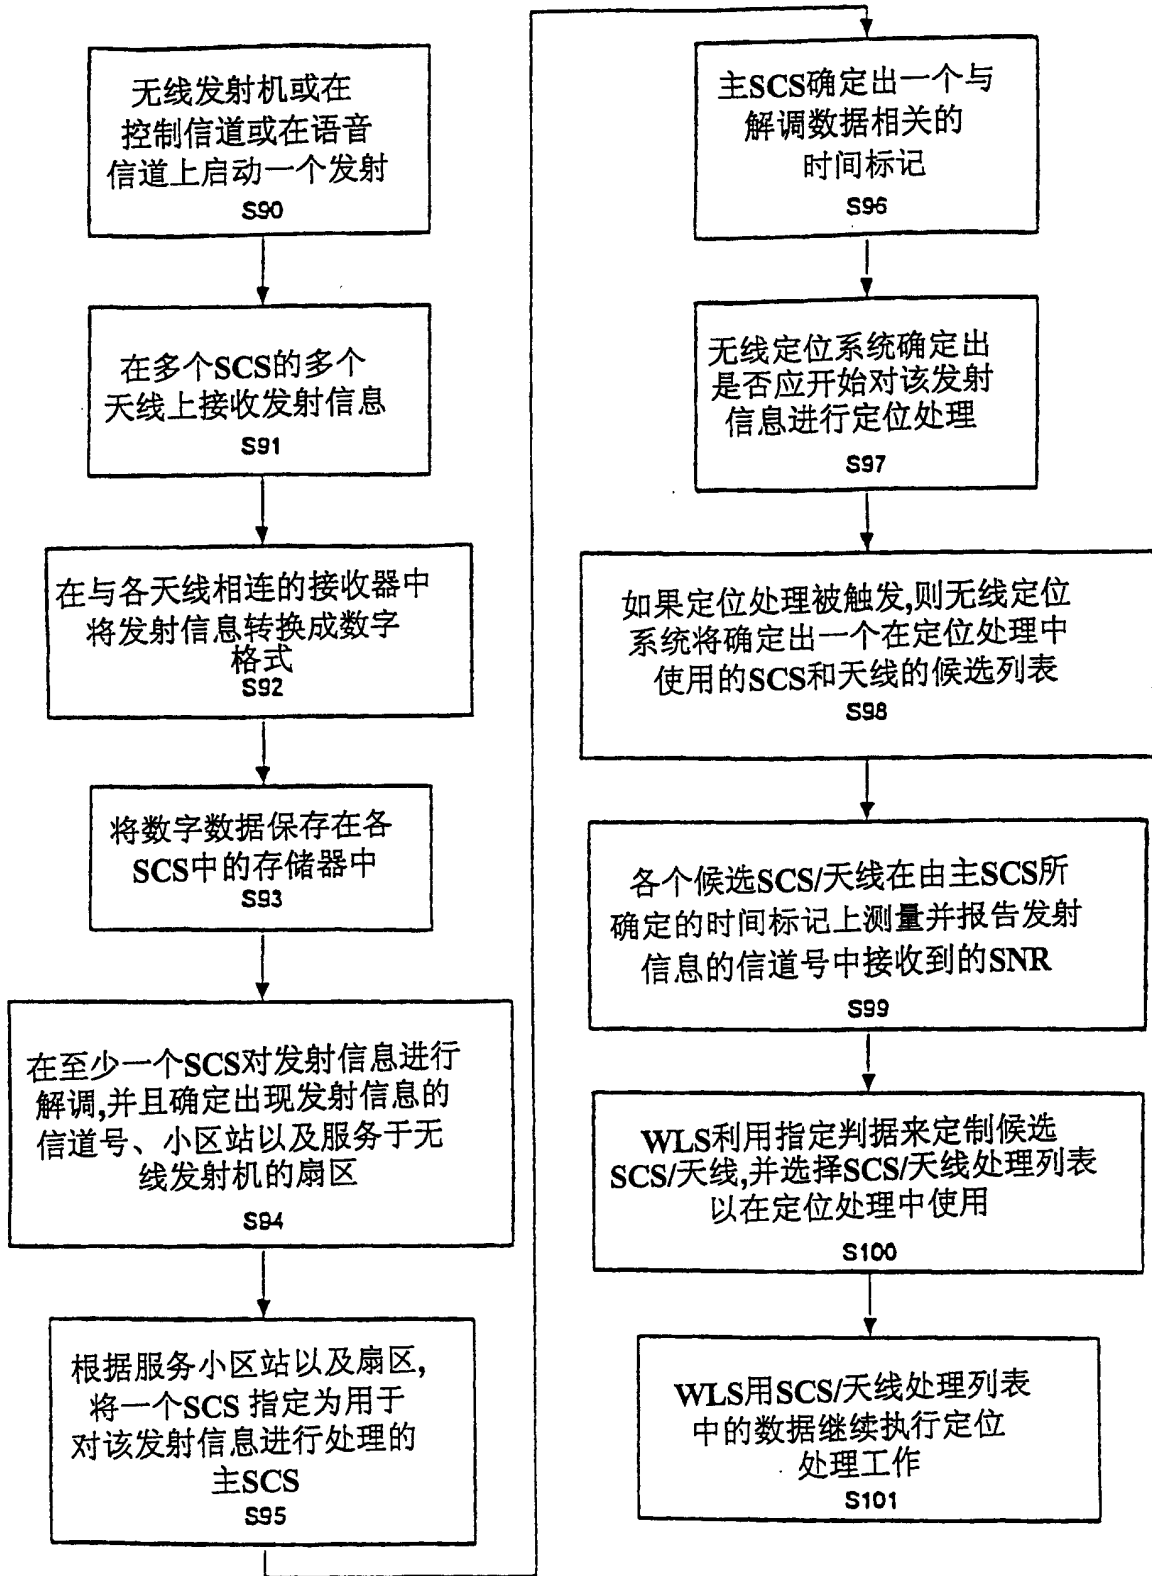 无线发射机或在
控制信道或在语音
信道上启动一个发射
S90
在多个SCS的多个
天线上接收发射信息
S91
在与各天线相连的接收器中
将发射信息转换成数字
格式
S92
将数字数据保存在各
SCS中的存储器中
S93
在至少一个SCS对发射信息进行
解调,并且确定出现发射信息的
信道号、小区站以及服务于无
线发射机的扇区
S94
根据服务小区站以及扇区,
将一个SCS 指定为用于
对该发射信息进行处理的
主SCS
S95
主SCS确定出一个与
解调数据相关的
时间标记
S96
无线定位系统确定出
是否应开始对该发射
信息进行定位处理
S97
如果定位处理被触发,则无线定位
系统将确定出一个在定位处理中
使用的SCS和天线的候选列表
S98
各个候选SCS/天线在由主SCS所
确定的时间标记上测量并报告发射
信息的信道号中接收到的SNR
S99
WLS利用指定判据来定制候选
SCS/天线,并选择SCS/天线处理列表
以在定位处理中使用
S100
WLS用SCS/天线处理列表
中的数据继续执行定位
处理工作
S101